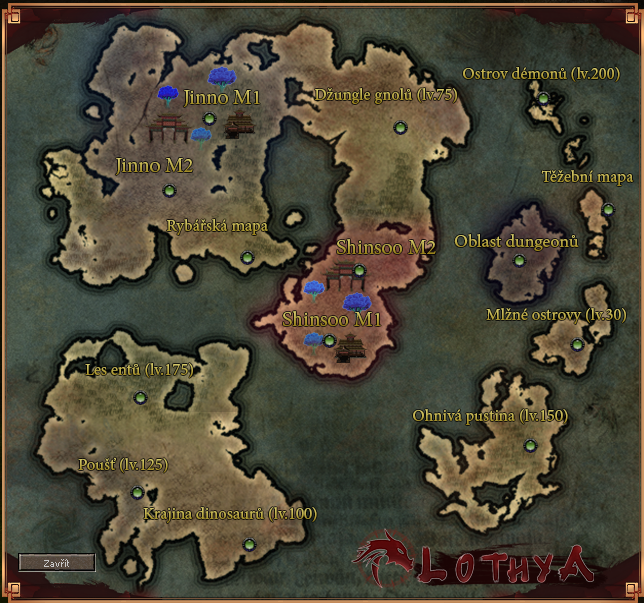 Ostrov démonů (lv.200)
Jinno M1
Džungle gnolů (lv.75)
Jinno M2
Těžební mapa
Rybářská mapa
Shinsoo M2
Oblast dungeonů
Shinsoo M1
Mlžné ostrovy (lv.30)
Les entů (lv.175)
Ohnivá pustina (lv.150)
Poušť (lv.125)
Krajina dinosaurů (lv.100)
Zavřít
LOTHYA